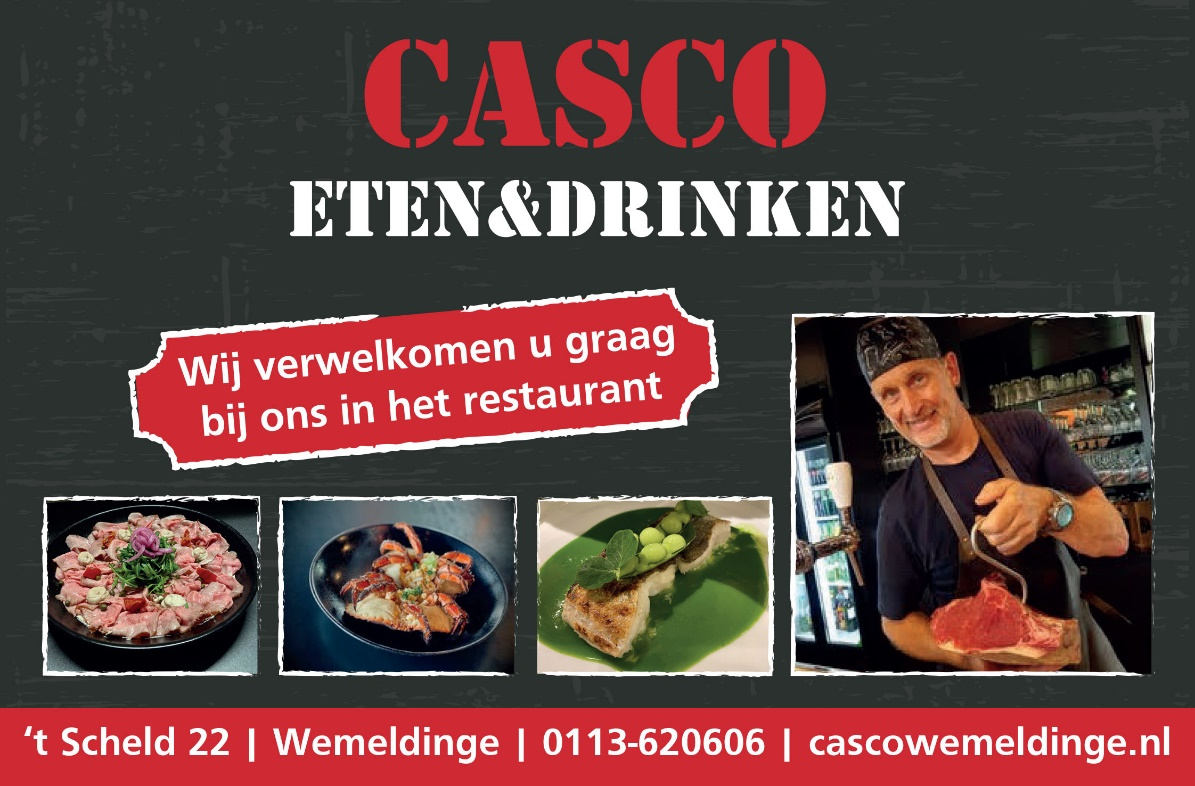 CASCO
ETEN&DRINKEN
Wij verwelkomen u graag
bij ons in het restaurant
‘t Scheld 22 | Wemeldinge | 0113-620606 | cascowemeldinge.nl